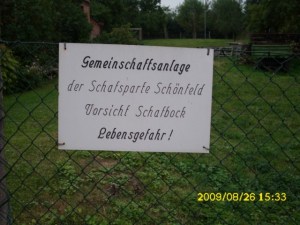 Gemeinschaftsanlage
der Schafsparte Schönfeld
Vorsicht Schafbock
Lebensgefahr!
2009/08/26 15:33